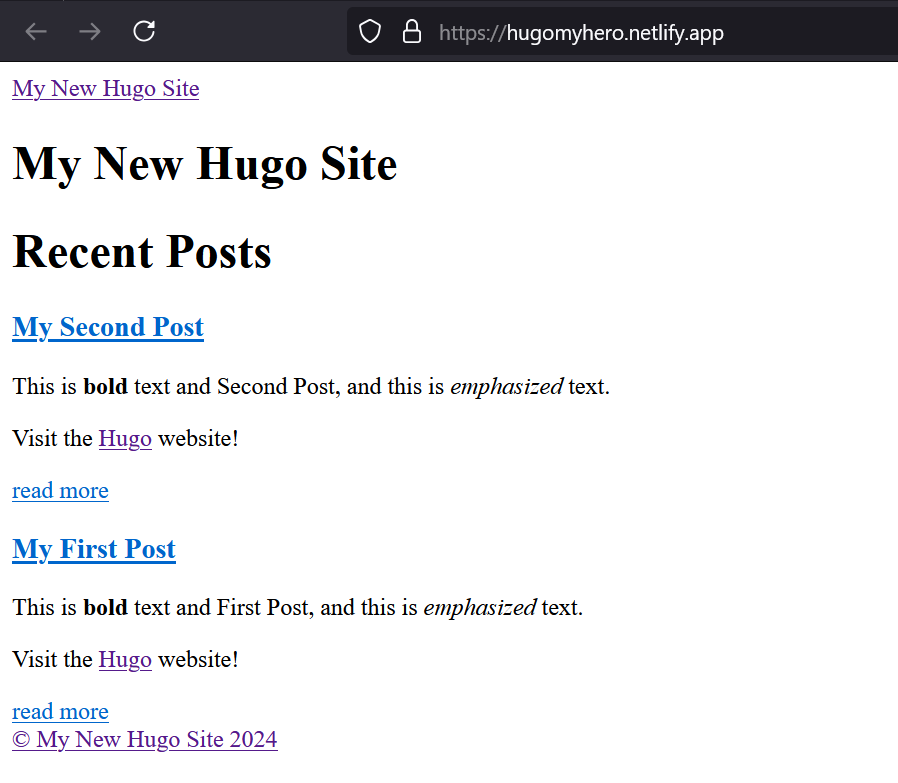 https://hugomyhero.netlify.app
My New Hugo Site
My New Hugo Site
Recent Posts
My Second Post
This is bold text and Second Post, and this is emphasized text.
Visit the Hugo website!
read more
My First Post
This is bold text and First Post, and this is emphasized text.
Visit the Hugo website!
read more
© My New Hugo Site 2024